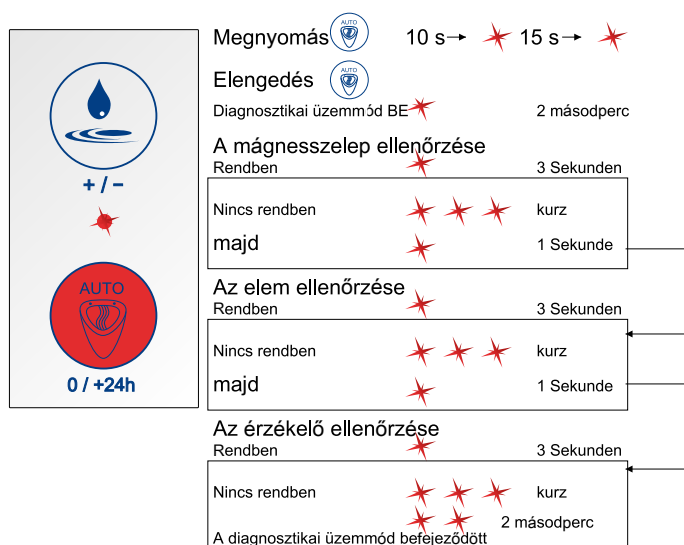 + / −
AUTO
0 / +24h
Megnyomás AUTO 10 s 15 s
Elengedés AUTO
Diagnosztikai üzemmód BE 2 másodperc
A mágnesszelep ellenőrzése
Rendben 3 Sekunden
Nincs rendben kurz
majd 1 Sekunde
Az elem ellenőrzése
Rendben 3 Sekunden
Nincs rendben kurz
majd 1 Sekunde
Az érzékelő ellenőrzése
Rendben 3 Sekunden
Nincs rendben kurz
2 másodperc
A diagnosztikai üzemmód befejeződött